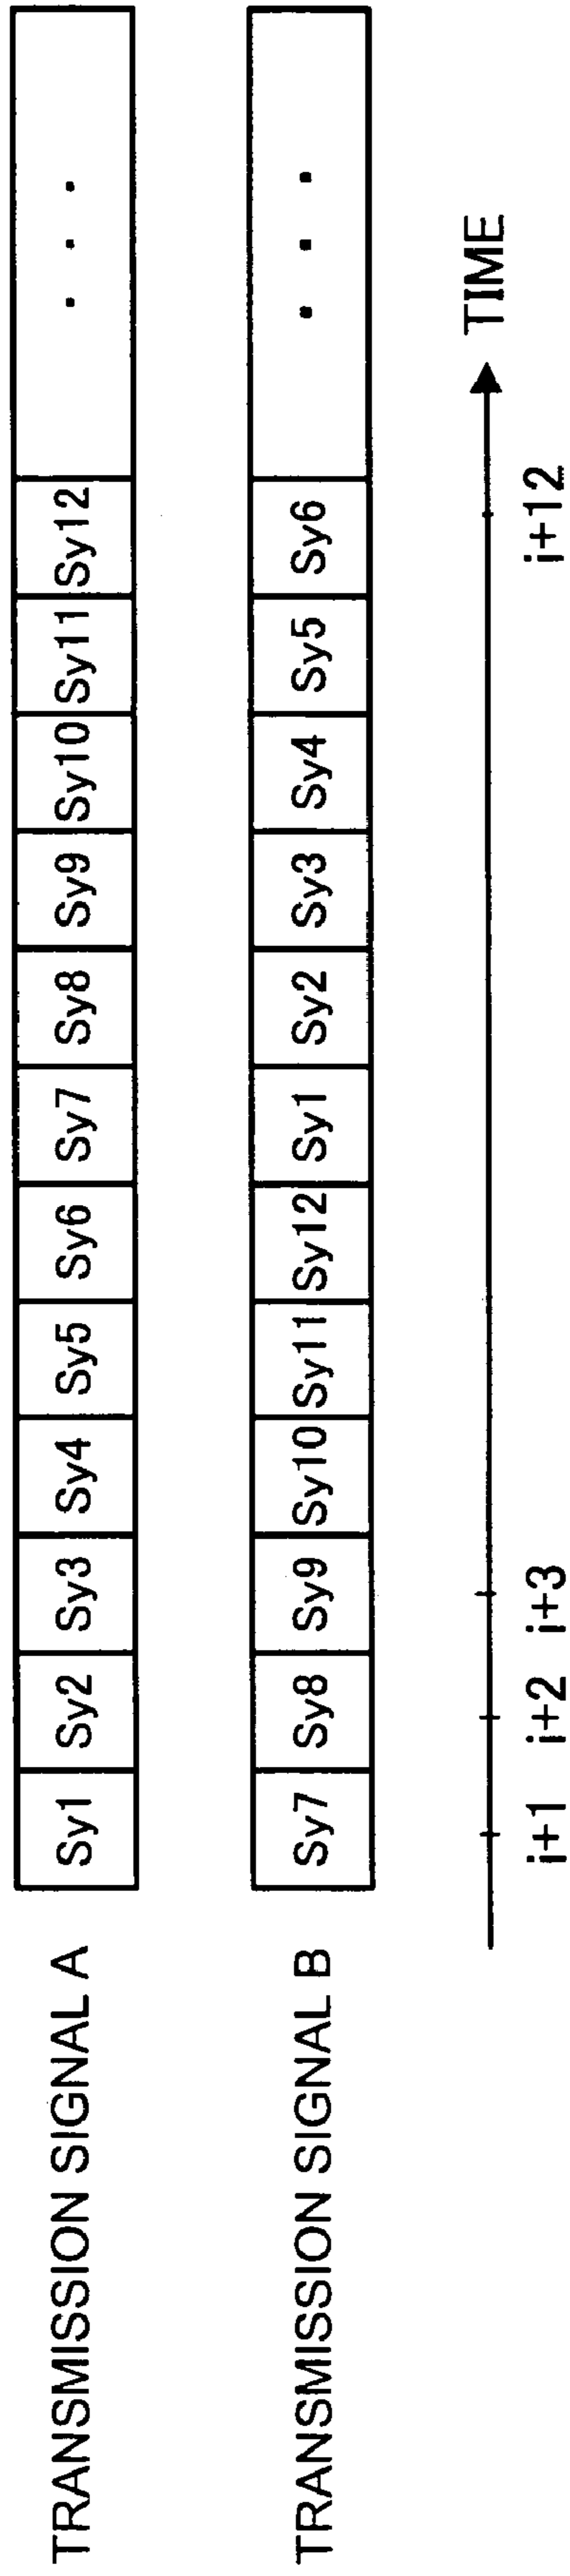 TRANSMISSION SIGNAL A Sy1 Sy2 Sy3 Sy4 Sy5 Sy6 Sy7 Sy8 Sy9 Sy10 Sy11 Sy12 . . .
TRANSMISSION SIGNAL B Sy7 Sy8 Sy9 Sy10 Sy11 Sy12 Sy1 Sy2 Sy3 Sy4 Sy5 Sy6 . . .
TIME
i+1 i+2 i+3 i+12